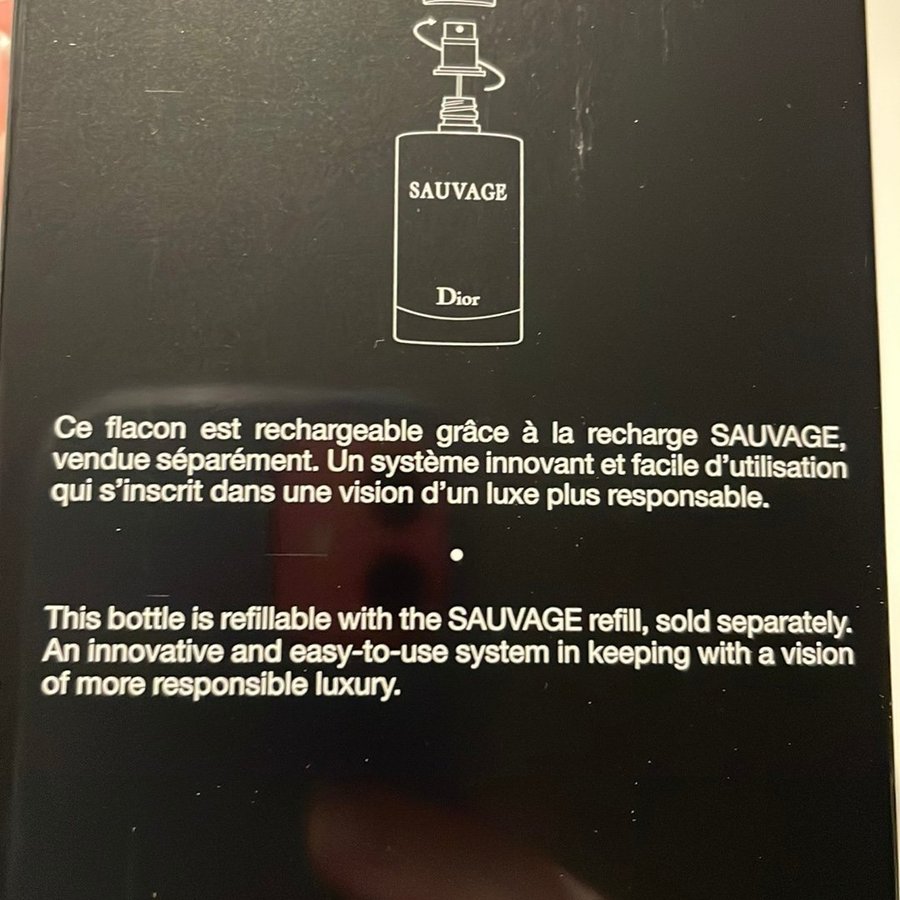 SAUVAGE
Dior
Ce flacon est rechargeable grâce à la recharge SAUVAGE,
vendue séparément. Un système innovant et facile d’utilisation
qui s’inscrit dans une vision d’un luxe plus responsable.
This bottle is refillable with the SAUVAGE refill, sold separately.
An innovative and easy-to-use system in keeping with a vision
of more responsible luxury.